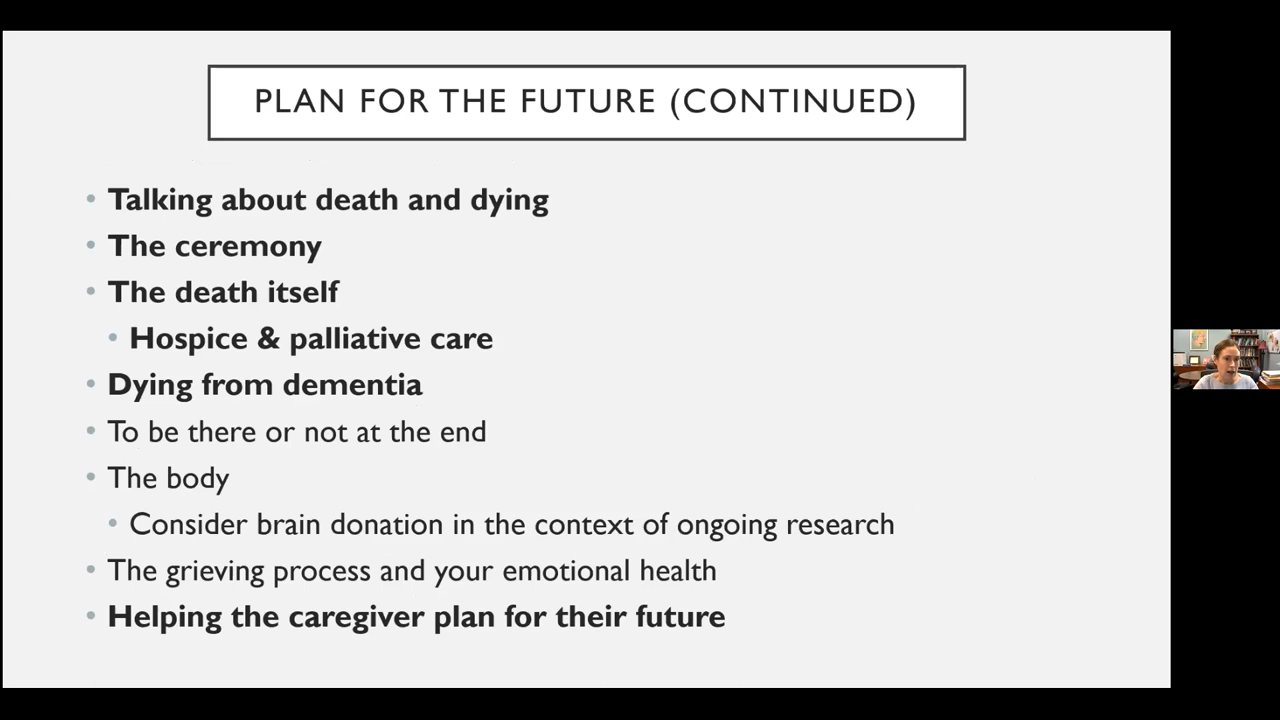 PLAN FOR THE FUTURE (CONTINUED)
• Talking about death and dying
• The ceremony
• The death itself
• Hospice & palliative care
• Dying from dementia
• To be there or not at the end
• The body
• Consider brain donation in the context of ongoing research
• The grieving process and your emotional health
• Helping the caregiver plan for their future